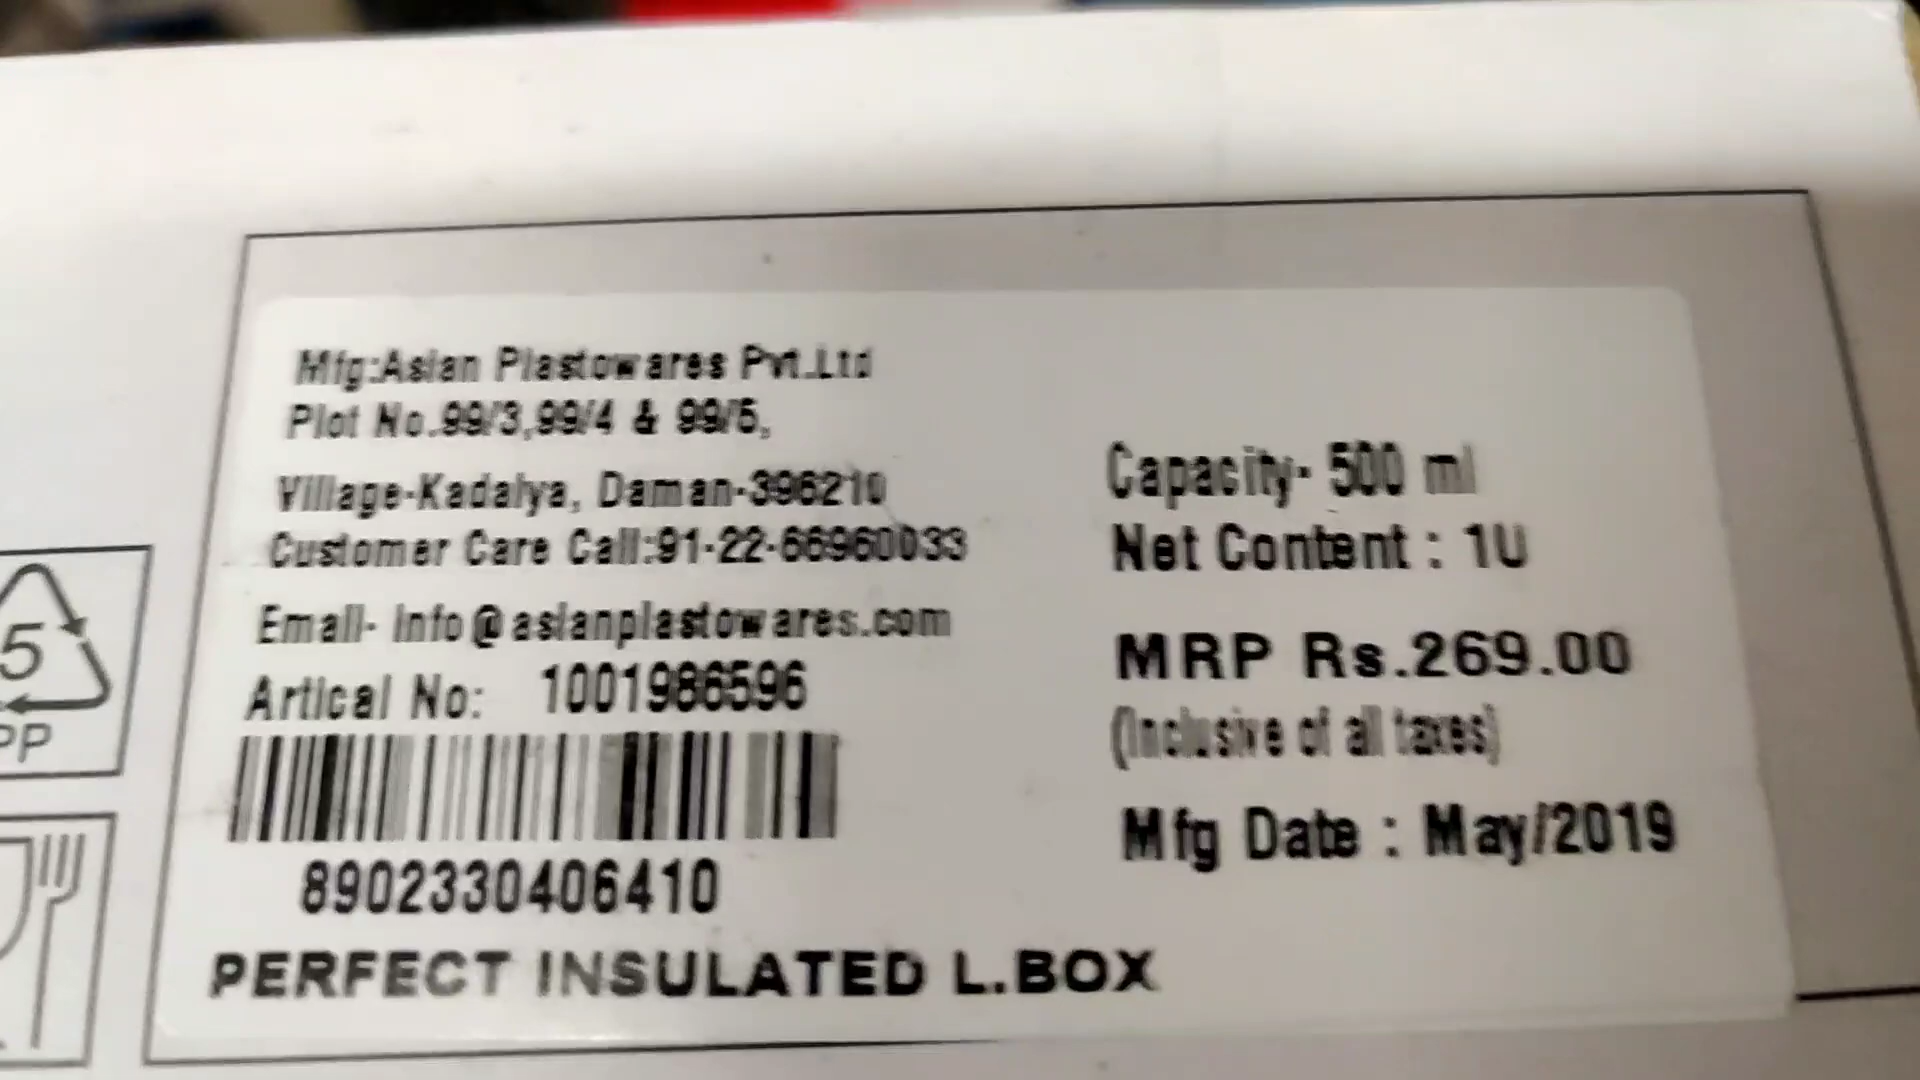 Mfg:Asian Plastowares Pvt.Ltd
Plot No.99/3,99/4 & 99/5,
Village-Kadaiya, Daman-396210
Customer Care Call:91-22-66960033
Email- info@asianplastowares.com
Artical No: 1001986596
8902330406410
PERFECT INSULATED L.BOX
Capacity- 500 ml
Net Content : 1U
MRP Rs.269.00
(Inclusive of all taxes)
Mfg Date : May/2019
5
PP